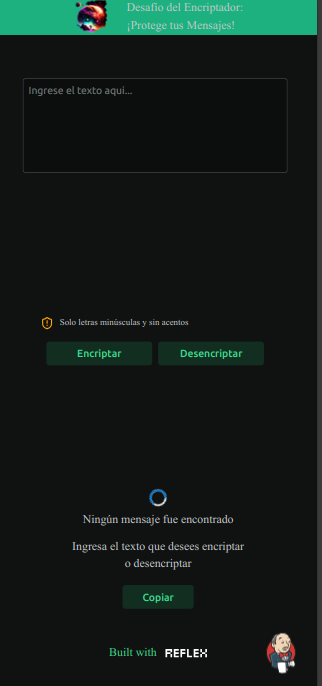 Desafío del Encriptador:
¡Protege tus Mensajes!
Ingrese el texto aqui...
Solo letras minúsculas y sin acentos
Encriptar
Desencriptar
Ningún mensaje fue encontrado
Ingresa el texto que desees encriptar
o desencriptar
Copiar
Built with REFLEX